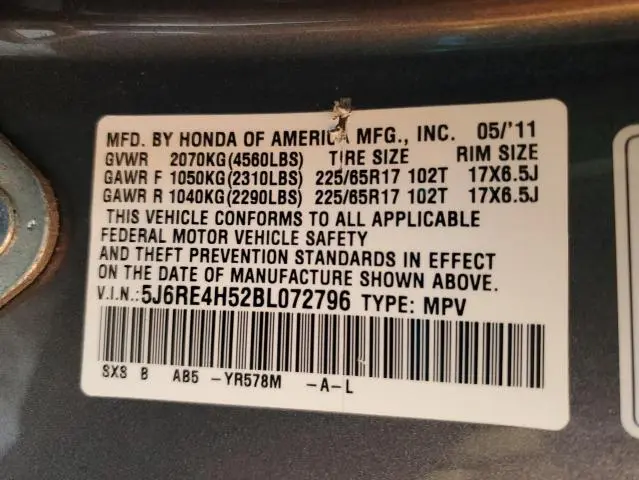 MFD. BY HONDA OF AMERICA MFG., INC. 05/'11
GVWR 2070KG(4560LBS) TIRE SIZE RIM SIZE
GAWR F 1050KG(2310LBS) 225/65R17 102T 17X6.5J
GAWR R 1040KG(2290LBS) 225/65R17 102T 17X6.5J
THIS VEHICLE CONFORMS TO ALL APPLICABLE
FEDERAL MOTOR VEHICLE SAFETY
AND THEFT PREVENTION STANDARDS IN EFFECT
ON THE DATE OF MANUFACTURE SHOWN ABOVE.
V.I.N.: 5J6RE4H52BL072796 TYPE: MPV
SXS B AB5 -YR578M -A-L